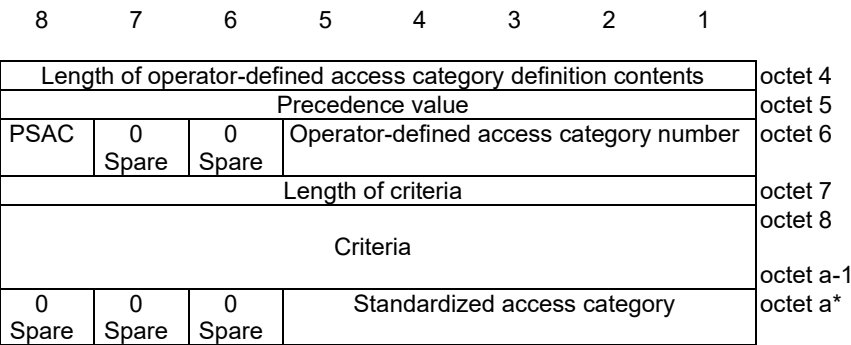 8 7 6 5 4 3 2 1
Length of operator-defined access category definition contents octet 4
Precedence value octet 5
PSAC 0 0 Operator-defined access category number octet 6
Spare Spare
Length of criteria octet 7
octet 8
Criteria
octet a-1
0 0 0 Standardized access category octet a*
Spare Spare Spare